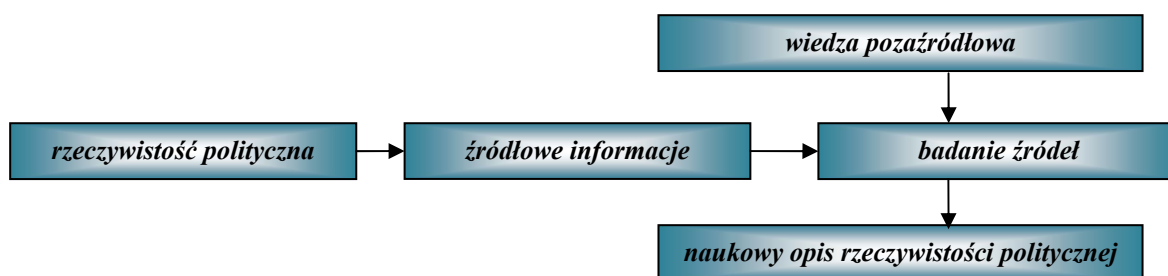 wiedza pozaźródłowa
rzeczywistość polityczna
źródłowe informacje
badanie źródeł
naukowy opis rzeczywistości politycznej